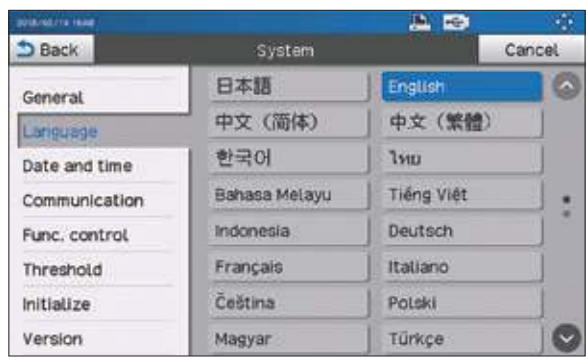 Back
System
Cancel
General
Language
Date and time
Communication
Func. control
Threshold
Initialize
Version
日本語
English
中文（简体）
中文（繁體）
한국어
ไทย
Bahasa Melayu
Tiếng Việt
Indonesia
Deutsch
Français
Italiano
Čeština
Polski
Magyar
Türkçe